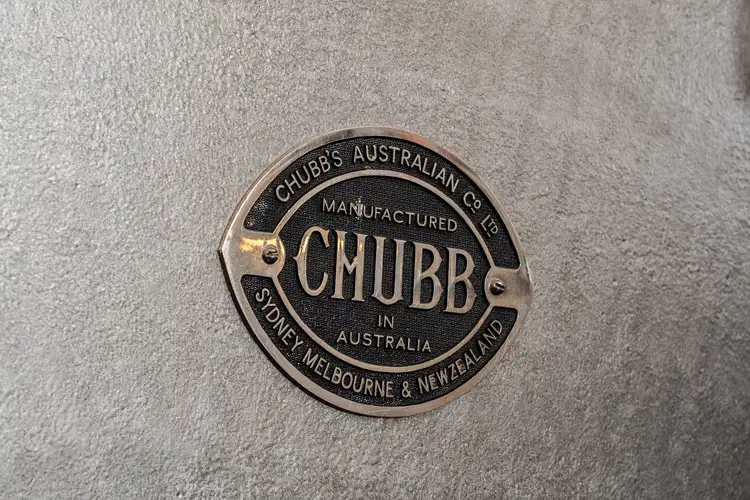 CHUBB'S AUSTRALIAN CO LTD
MANUFACTURED
CHUBB
IN
AUSTRALIA
SYDNEY, MELBOURNE & NEWZEALAND